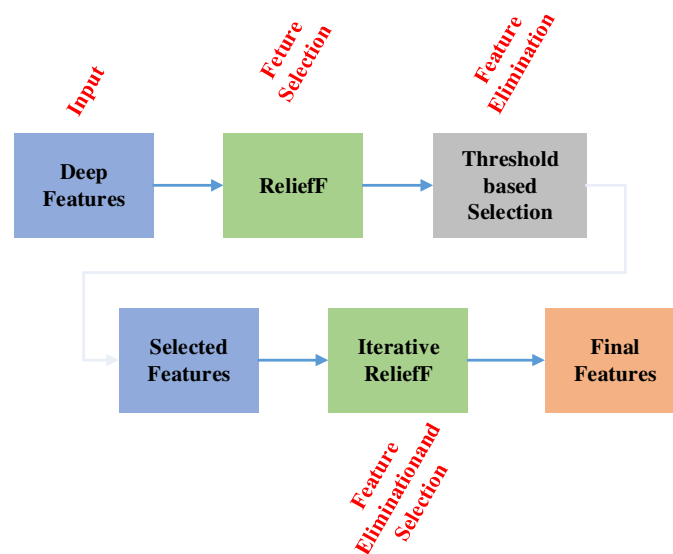 Input
Feture
Selection
Feature
Elimination
Deep
Features
ReliefF
Threshold
based
Selection
Selected
Features
Iterative
ReliefF
Final
Features
Feature
Eliminationand
Selection